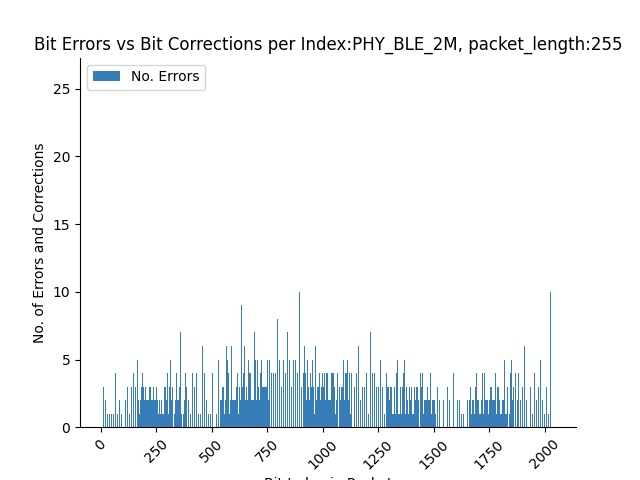 Bit Errors vs Bit Corrections per Index:PHY_BLE_2M, packet_length:255
No. Errors
No. of Errors and Corrections
25
20
15
10
5
0
0 250 500 750 1000 1250 1500 1750 2000